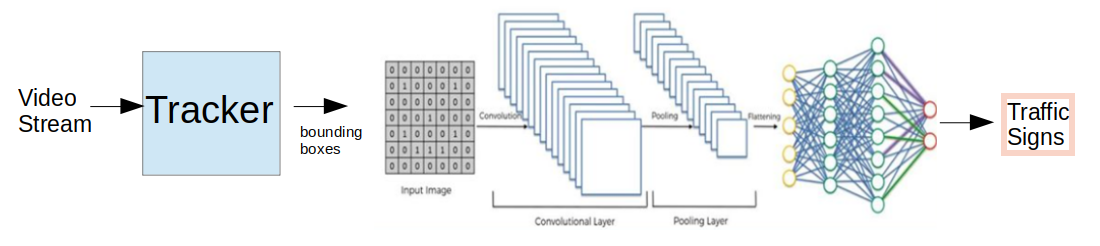 Video
Stream
Tracker
bounding
boxes
0 0 0 0 0 0 0
0 1 0 0 0 1 0
0 0 0 0 0 0 0
0 0 0 1 0 0 0
0 1 0 0 0 1 0
0 0 1 1 1 0 0
0 0 0 0 0 0 0
Input Image
Convolution
Convolutional Layer
Pooling
Pooling Layer
Flattening
Traffic
Signs